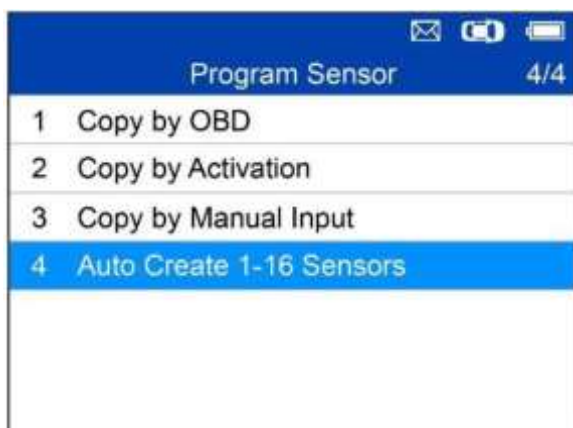 Program Sensor 4/4
1 Copy by OBD
2 Copy by Activation
3 Copy by Manual Input
4 Auto Create 1-16 Sensors